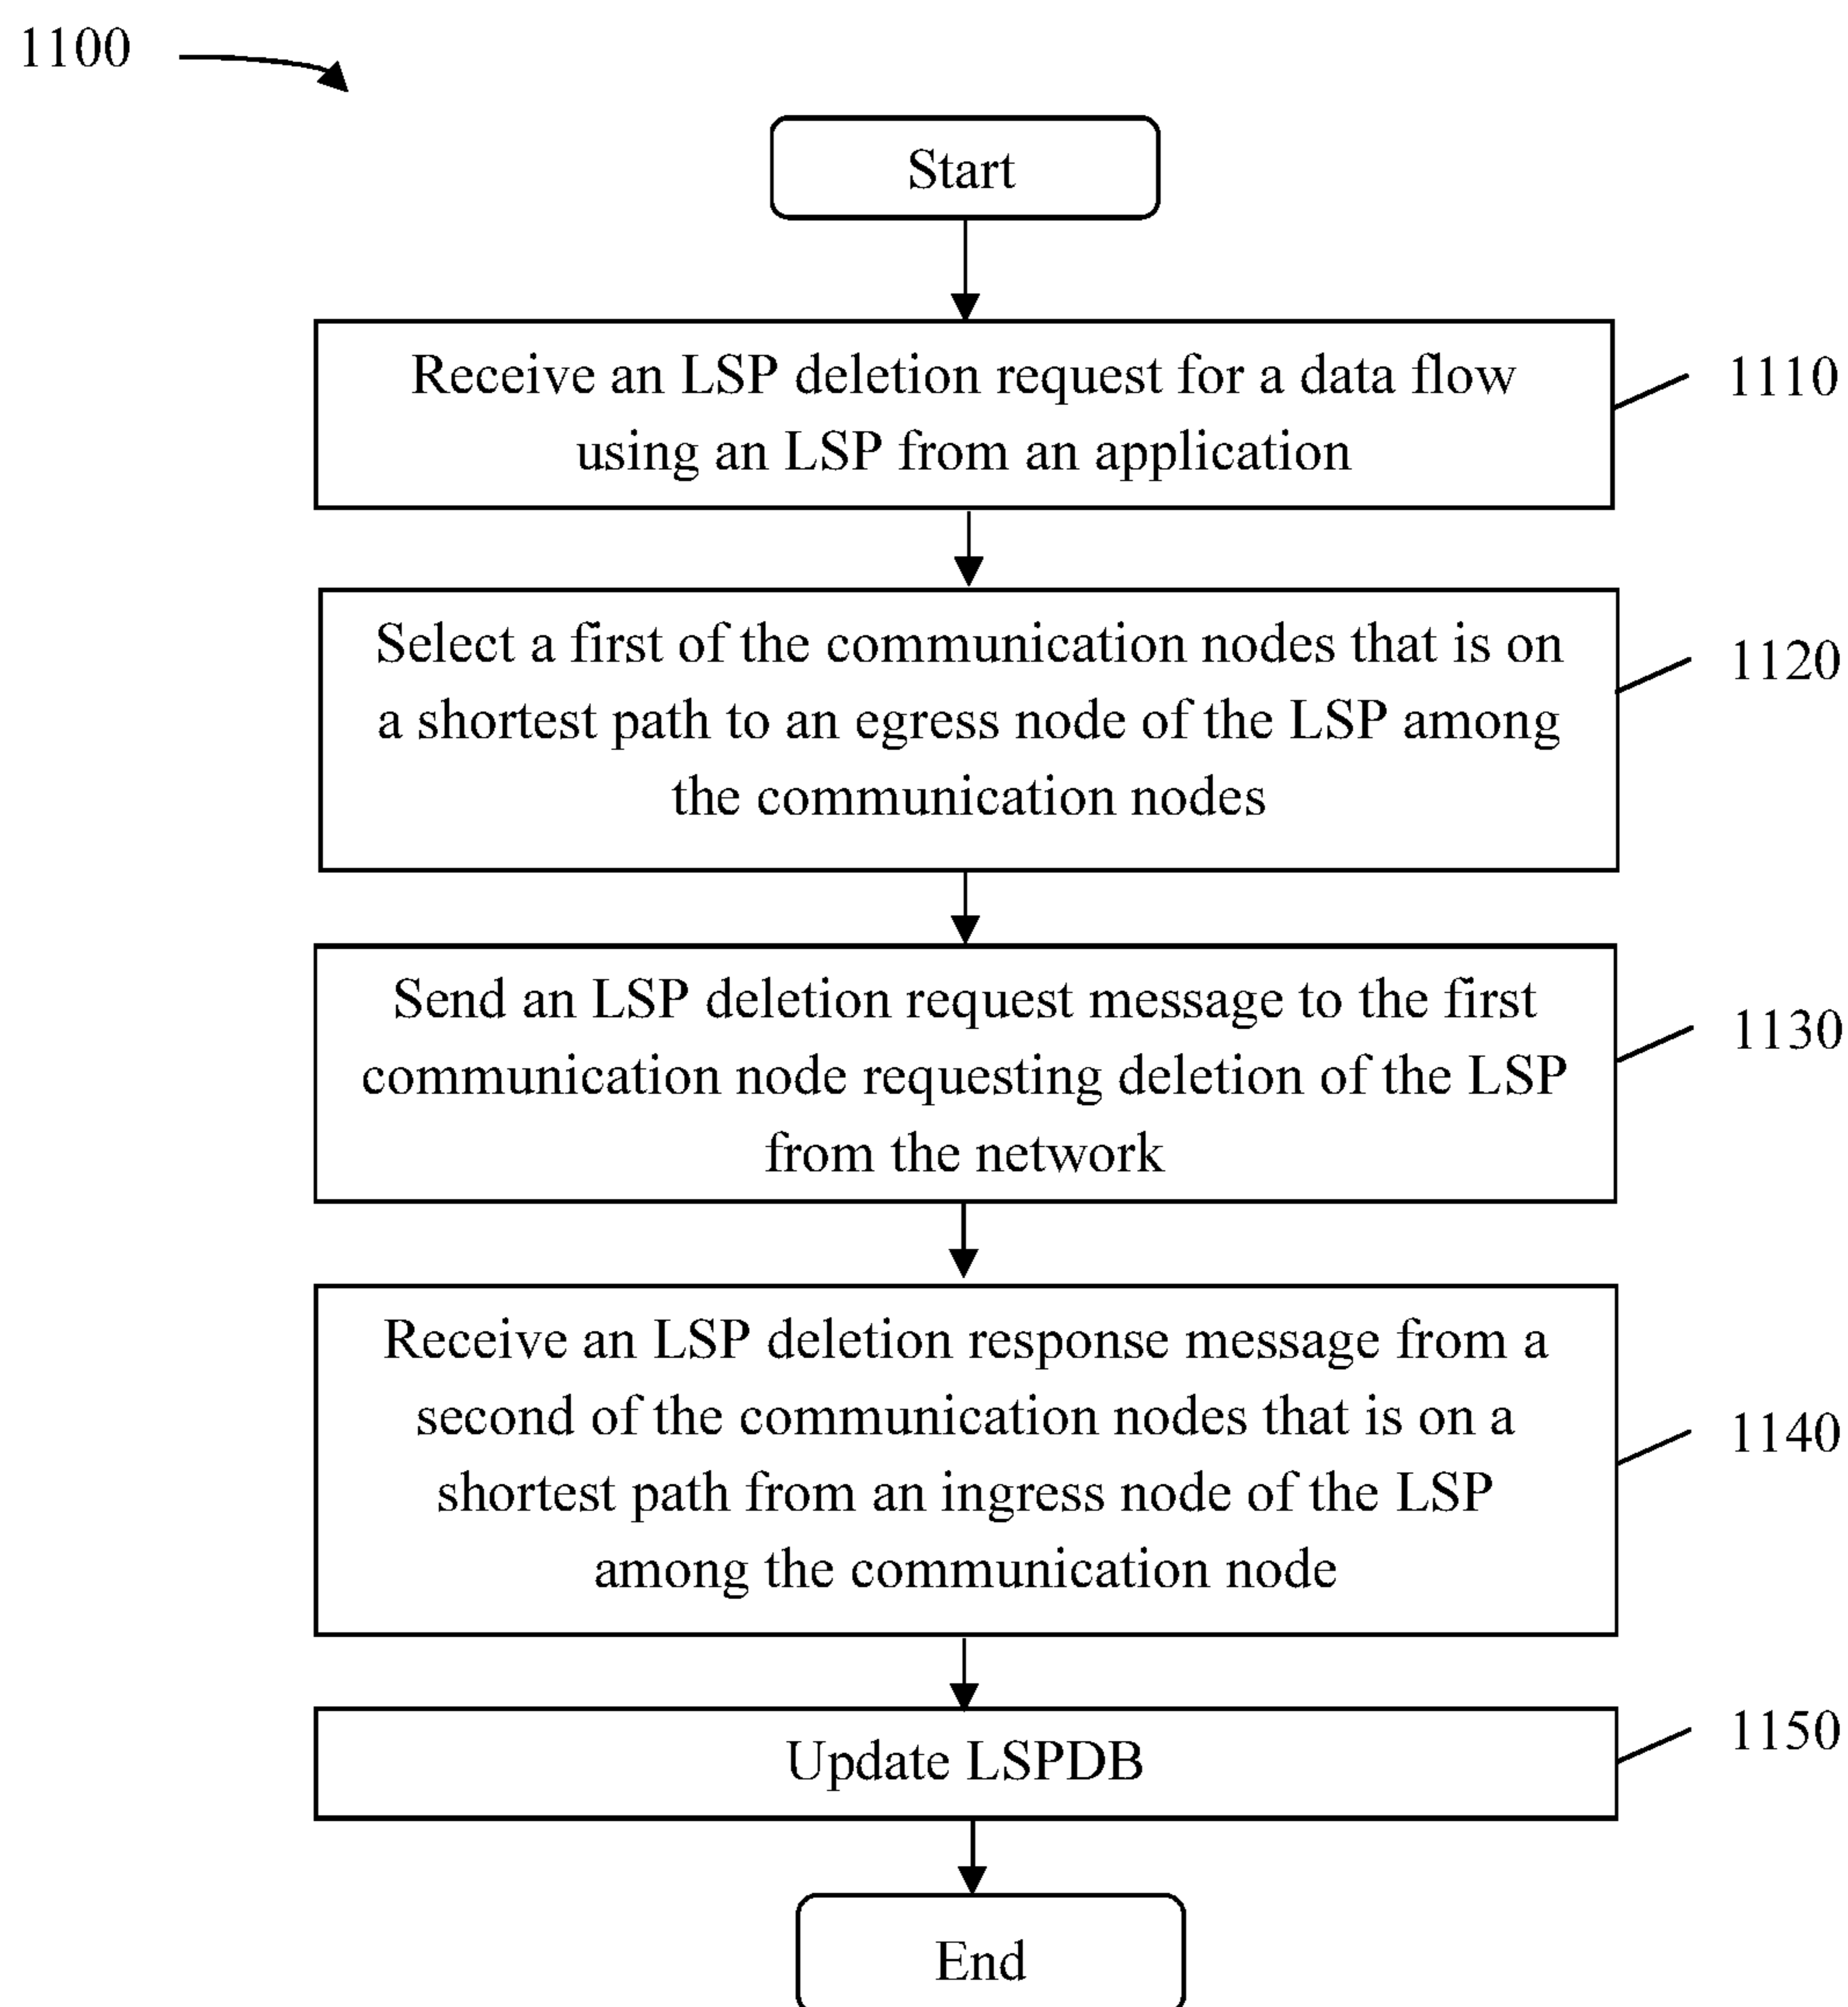 1100
Start
Receive an LSP deletion request for a data flow
using an LSP from an application
1110
Select a first of the communication nodes that is on
a shortest path to an egress node of the LSP among
the communication nodes
1120
Send an LSP deletion request message to the first
communication node requesting deletion of the LSP
from the network
1130
Receive an LSP deletion response message from a
second of the communication nodes that is on a
shortest path from an ingress node of the LSP
among the communication node
1140
Update LSPDB
1150
End